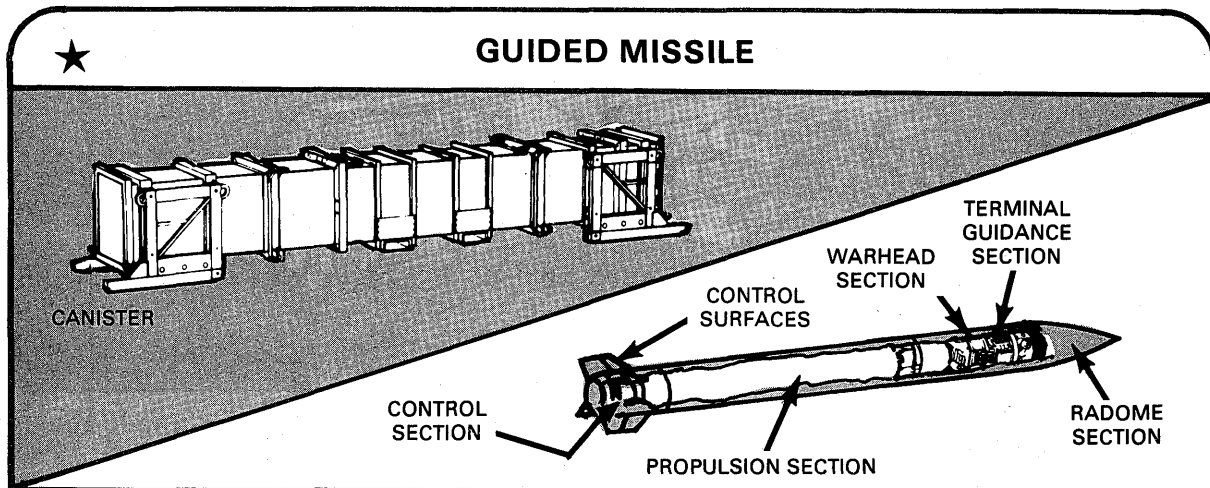 GUIDED MISSILE
CANISTER
TERMINAL
GUIDANCE
SECTION
WARHEAD
SECTION
CONTROL
SURFACES
CONTROL
SECTION
PROPULSION SECTION
RADOME
SECTION